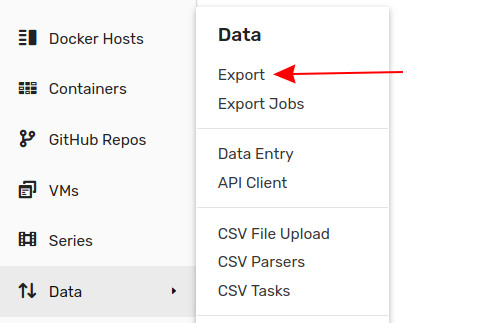 Docker Hosts
Containers
GitHub Repos
VMs
Series
Data
Data
Export
Export Jobs
Data Entry
API Client
CSV File Upload
CSV Parsers
CSV Tasks